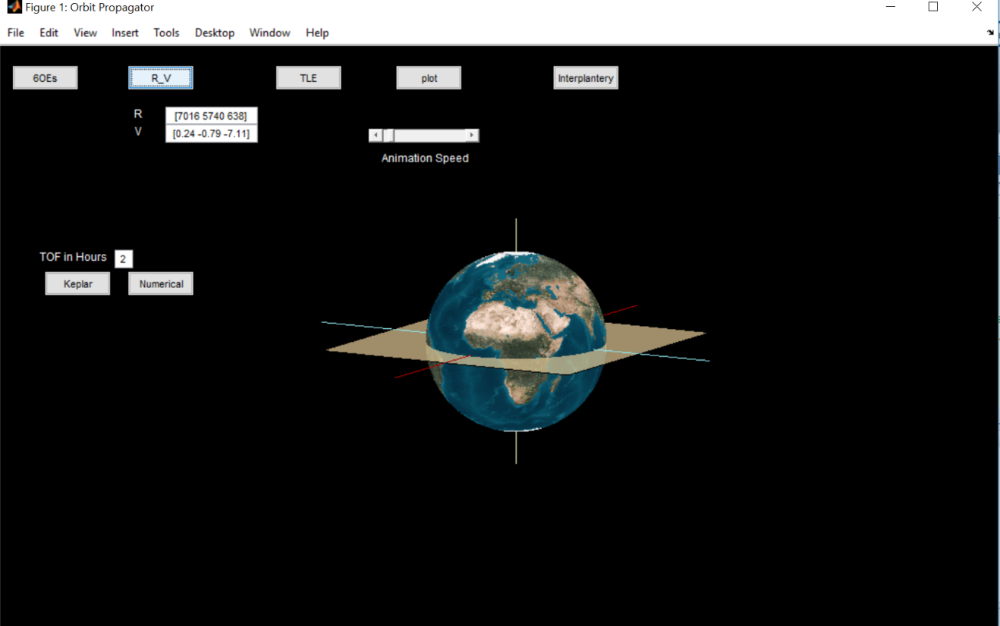 Figure 1: Orbit Propagator
File Edit View Insert Tools Desktop Window Help
6OEs R_V TLE plot Interplantery
R [7016 5740 638]
V [0.24 -0.79 -7.11]
Animation Speed
TOF in Hours 2
Keplar Numerical